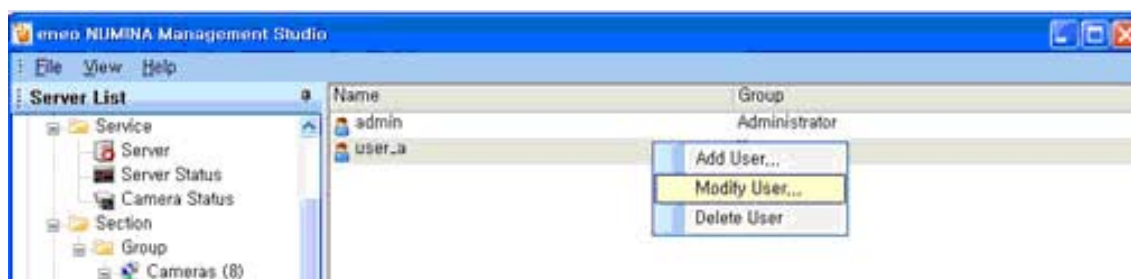 eneo NUMINA Management Studio
File View Help
Server List
Name Group
Service
admin Administrator
Server
user_a
Server Status
Camera Status
Section
Group
Cameras (8)
Add User...
Modify User...
Delete User